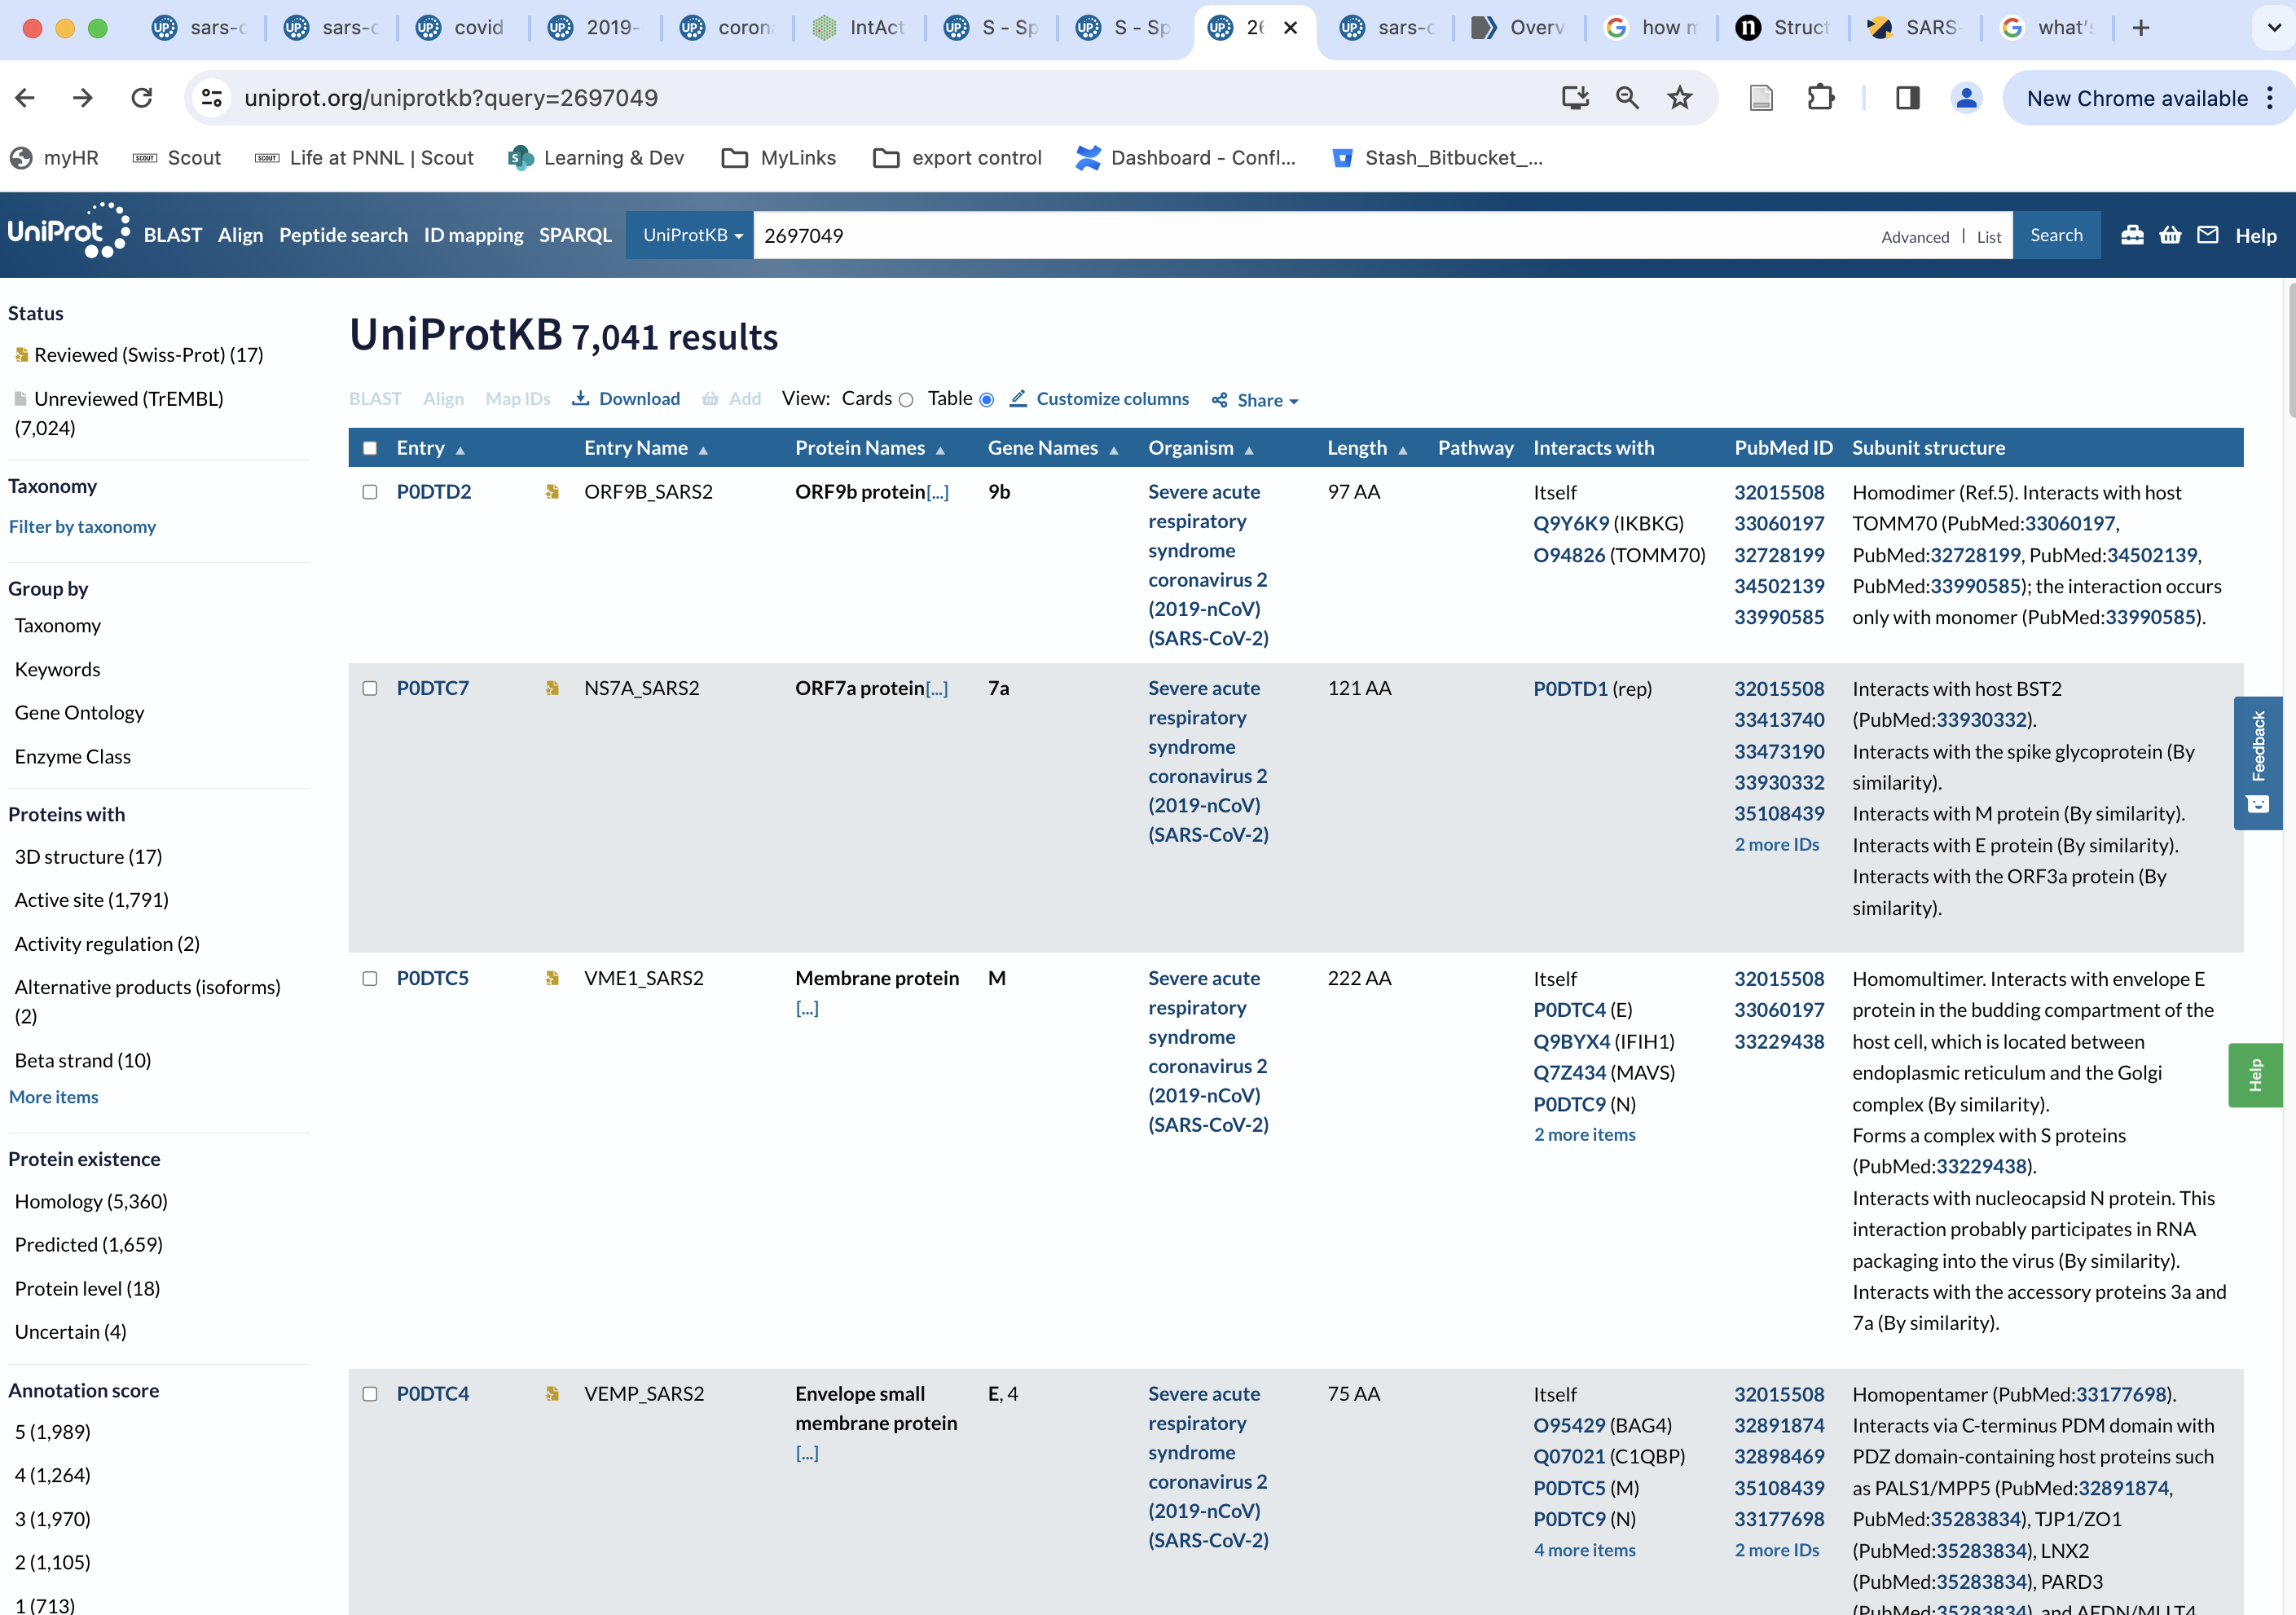 sars-c
sars-c
covid
2019-
coron
IntAct
S - Sp
S - Sp
26
sars-c
Overv
how m
Struct
SARS-
what's
uniprot.org/uniprotkb?query=2697049
New Chrome available
myHR
Scout
Life at PNNL | Scout
Learning & Dev
MyLinks
export control
Dashboard - Confl...
Stash_Bitbucket_...
UniProt
BLAST Align Peptide search ID mapping SPARQL
UniProtKB
2697049
Advanced | List
Search
Help
Status
Reviewed (Swiss-Prot) (17)
Unreviewed (TrEMBL)
(7,024)
Taxonomy
Filter by taxonomy
Group by
Taxonomy
Keywords
Gene Ontology
Enzyme Class
Proteins with
3D structure (17)
Active site (1,791)
Activity regulation (2)
Alternative products (isoforms)
(2)
Beta strand (10)
More items
Protein existence
Homology (5,360)
Predicted (1,659)
Protein level (18)
Uncertain (4)
Annotation score
5 (1,989)
4 (1,264)
3 (1,970)
2 (1,105)
1 (713)
UniProtKB 7,041 results
BLAST Align Map IDs Download Add View: Cards Table Customize columns Share
Entry Entry Name Protein Names Gene Names Organism Length Pathway Interacts with PubMed ID Subunit structure
P0DTD2
ORF9B_SARS2
ORF9b protein[...]
9b
Severe acute
respiratory
syndrome
coronavirus 2
(2019-nCoV)
(SARS-CoV-2)
97 AA
Itself
Q9Y6K9 (IKBKG)
O94826 (TOMM70)
32015508
33060197
32728199
34502139
33990585
Homodimer (Ref.5). Interacts with host
TOMM70 (PubMed:33060197,
PubMed:32728199, PubMed:34502139,
PubMed:33990585); the interaction occurs
only with monomer (PubMed:33990585).
P0DTC7
NS7A_SARS2
ORF7a protein[...]
7a
Severe acute
respiratory
syndrome
coronavirus 2
(2019-nCoV)
(SARS-CoV-2)
121 AA
P0DTD1 (rep)
32015508
33413740
33473190
33930332
35108439
2 more IDs
Interacts with host BST2
(PubMed:33930332).
Interacts with the spike glycoprotein (By
similarity).
Interacts with M protein (By similarity).
Interacts with E protein (By similarity).
Interacts with the ORF3a protein (By
similarity).
P0DTC5
VME1_SARS2
Membrane protein
[...]
M
Severe acute
respiratory
syndrome
coronavirus 2
(2019-nCoV)
(SARS-CoV-2)
222 AA
Itself
P0DTC4 (E)
Q9BYX4 (IFIH1)
Q7Z434 (MAVS)
P0DTC9 (N)
2 more items
32015508
33060197
33229438
Homomultimer. Interacts with envelope E
protein in the budding compartment of the
host cell, which is located between
endoplasmic reticulum and the Golgi
complex (By similarity).
Forms a complex with S proteins
(PubMed:33229438).
Interacts with nucleocapsid N protein. This
interaction probably participates in RNA
packaging into the virus (By similarity).
Interacts with the accessory proteins 3a and
7a (By similarity).
P0DTC4
VEMP_SARS2
Envelope small
membrane protein
[...]
E, 4
Severe acute
respiratory
syndrome
coronavirus 2
(2019-nCoV)
(SARS-CoV-2)
75 AA
Itself
O95429 (BAG4)
Q07021 (C1QBP)
P0DTC5 (M)
P0DTC9 (N)
4 more items
32015508
32891874
32898469
35108439
33177698
2 more IDs
Homopentamer (PubMed:33177698).
Interacts via C-terminus PDM domain with
PDZ domain-containing host proteins such
as PALS1/MPP5 (PubMed:32891874,
PubMed:35283834), TJP1/ZO1
(PubMed:35283834), LNX2
(PubMed:35283834), PARD3
(PubMed:35283834), and AFDN/MLLT4
Feedback
Help